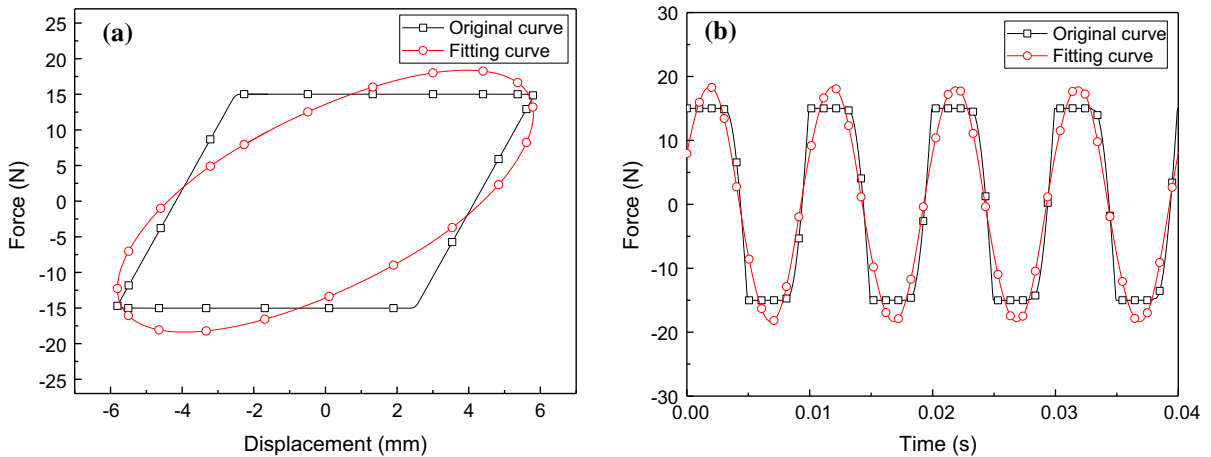 (a)
Original curve
Fitting curve
25
20
15
10
5
0
-5
-10
-15
-20
-25
Force (N)
-6 -4 -2 0 2 4 6
Displacement (mm)
(b)
Original curve
Fitting curve
30
20
10
0
-10
-20
-30
Force (N)
0.00 0.01 0.02 0.03 0.04
Time (s)